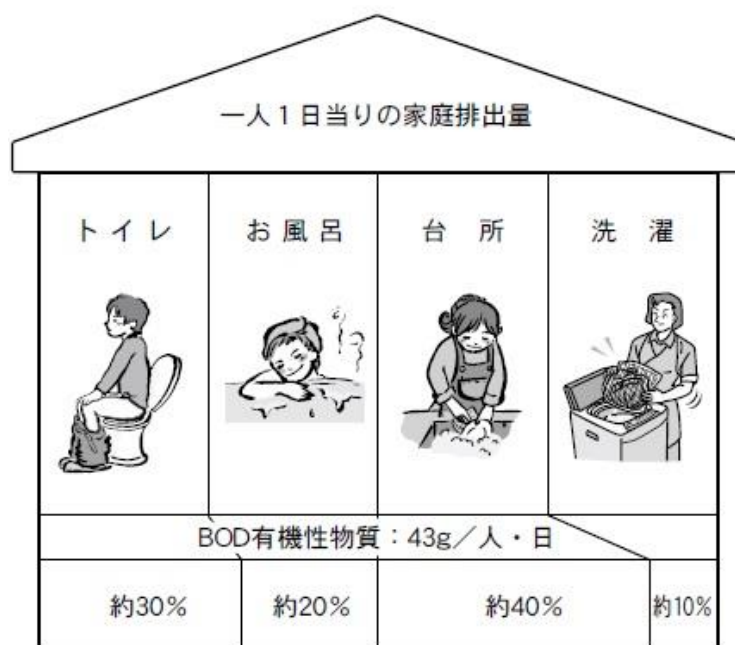 一人1日当りの家庭排出量
トイレ
お風呂
台所
洗濯
BOD有機性物質：43g／人・日
約30%
約20%
約40%
約10%